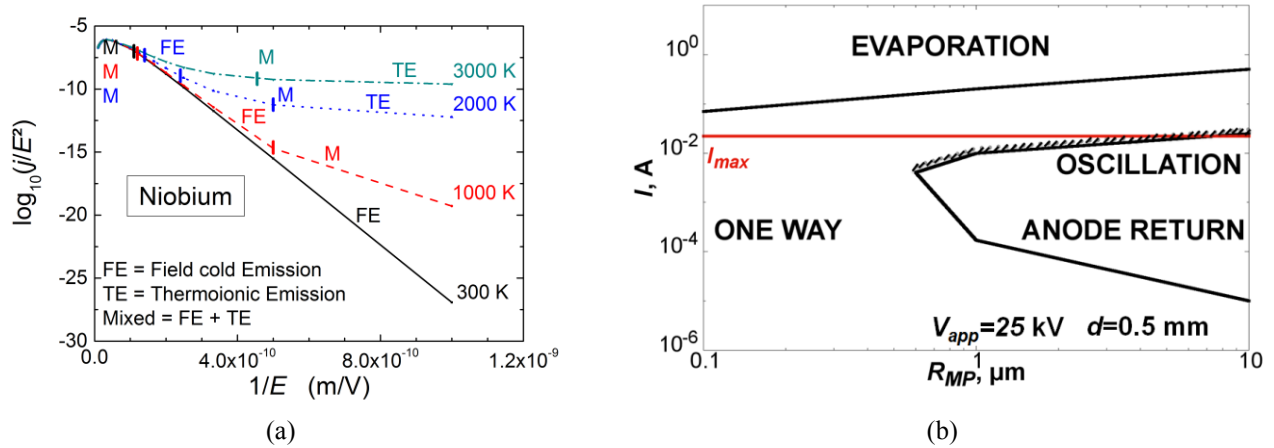 -5
-10
-15
-20
-25
-30
log₁₀(j/E²)
M
M
M
FE
M
TE
3000 K
M
TE
2000 K
FE
M
1000 K
FE
300 K
Niobium
FE = Field cold Emission
TE = Thermoionic Emission
Mixed = FE + TE
0.0
4.0x10⁻¹⁰
8.0x10⁻¹⁰
1.2x10⁻⁹
1/E (m/V)
(a)
10⁰
10⁻²
10⁻⁴
10⁻⁶
I, A
EVAPORATION
I_max
OSCILLATION
ONE WAY
ANODE RETURN
V_app=25 kV d=0.5 mm
0.1
1
10
R_MP, µm
(b)